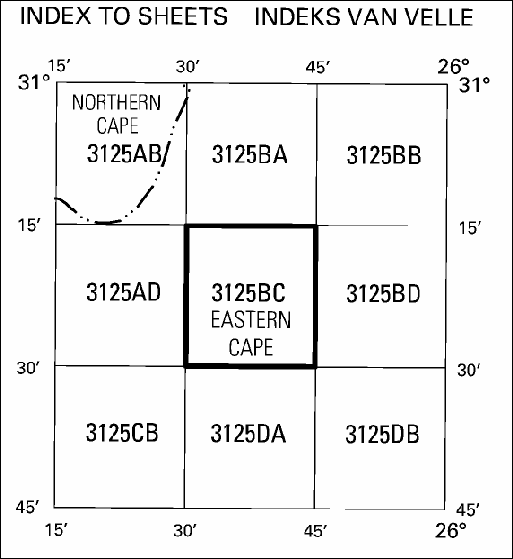 INDEX TO SHEETS INDEKS VAN VELLE
15′ 30′ 45′ 26°
31° 31°
NORTHERN
CAPE
3125AB 3125BA 3125BB
15′ 15′
3125AD 3125BC 3125BD
EASTERN
CAPE
30′ 30′
3125CB 3125DA 3125DB
45′ 45′
15′ 30′ 45′ 26°